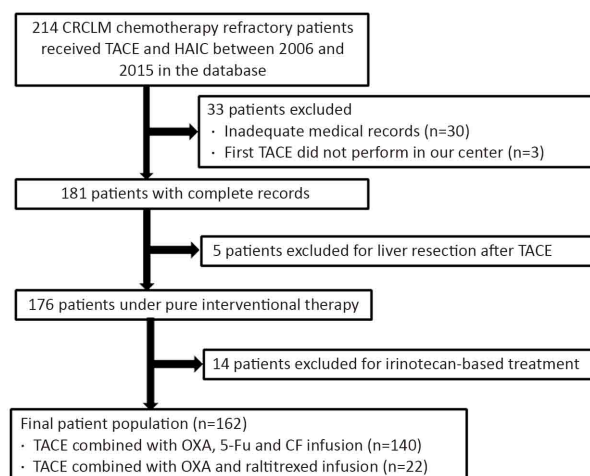 214 CRCLM chemotherapy refractory patients
received TACE and HAIC between 2006 and
2015 in the database
33 patients excluded
· Inadequate medical records (n=30)
· First TACE did not perform in our center (n=3)
181 patients with complete records
5 patients excluded for liver resection after TACE
176 patients under pure interventional therapy
14 patients excluded for irinotecan-based treatment
Final patient population (n=162)
· TACE combined with OXA, 5-Fu and CF infusion (n=140)
· TACE combined with OXA and raltitrexed infusion (n=22)